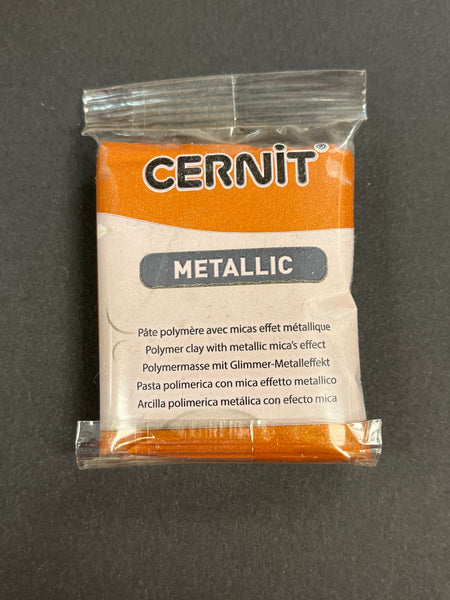 CERNiT®
METALLIC
Pâte polymère avec micas effet métallique
Polymer clay with metallic mica's effect
Polymermasse mit Glimmer-Metalleffekt
Pasta polimerica con mica effetto metallico
Arcilla polimerica metálica con efecto mica